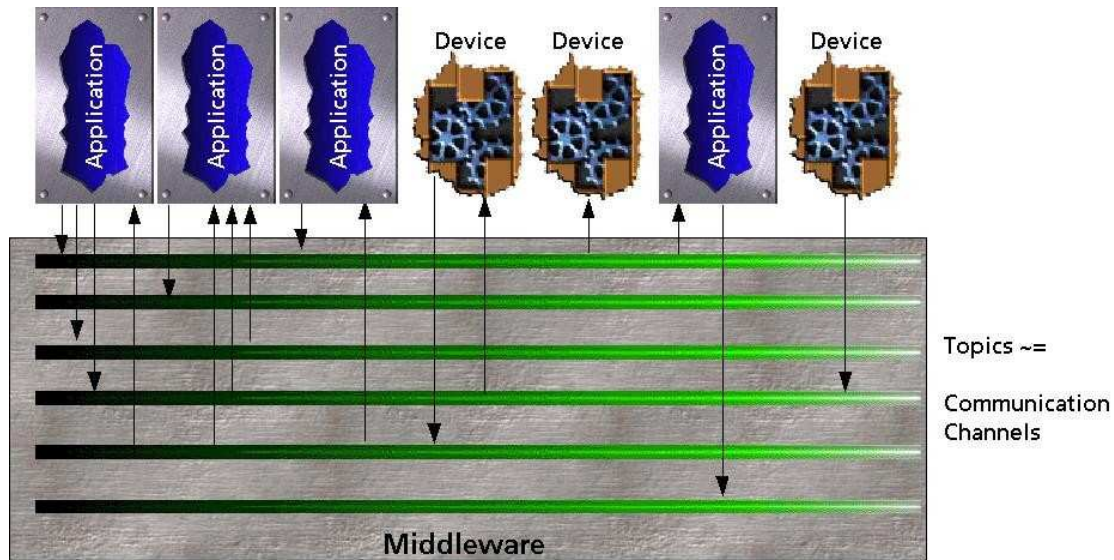 Application
Application
Application
Device
Device
Application
Device
Topics ~=
Communication
Channels
Middleware